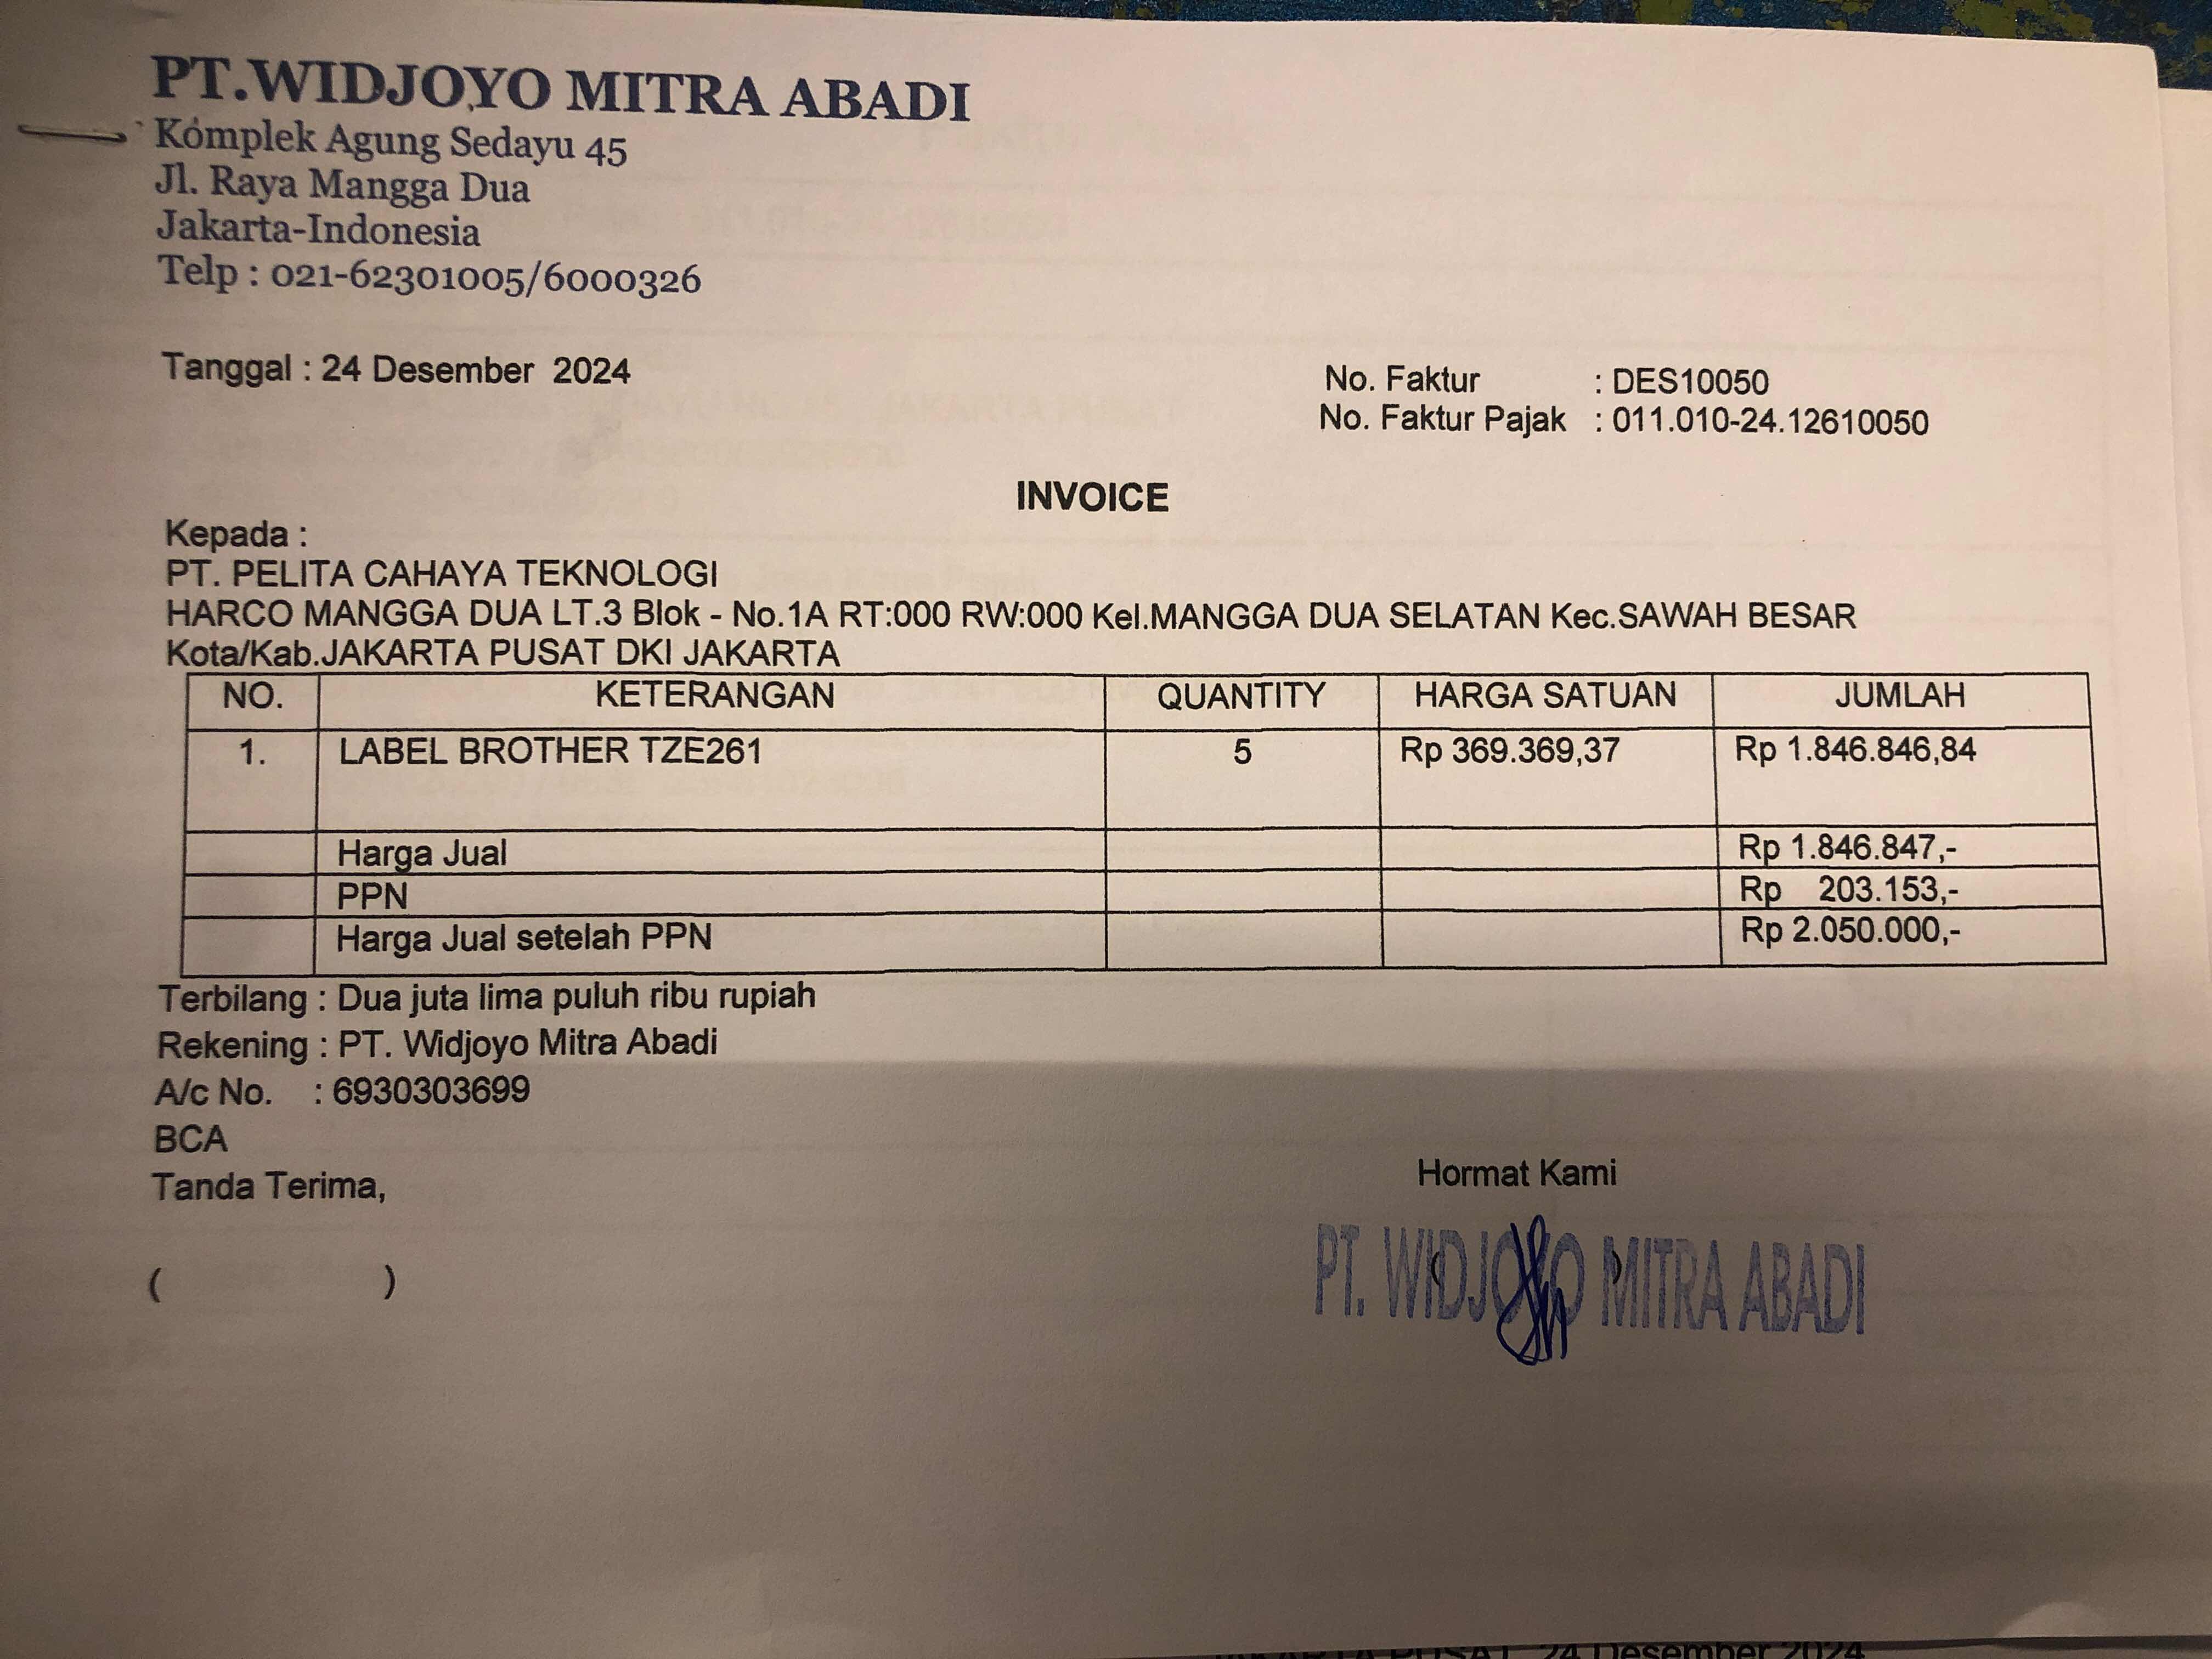 PT.WIDJOYO MITRA ABADI
Komplek Agung Sedayu 45
Jl. Raya Mangga Dua
Jakarta-Indonesia
Telp : 021-62301005/6000326
Tanggal : 24 Desember 2024
No. Faktur : DES10050
No. Faktur Pajak : 011.010-24.12610050
INVOICE
Kepada :
PT. PELITA CAHAYA TEKNOLOGI
HARCO MANGGA DUA LT.3 Blok - No.1A RT:000 RW:000 Kel.MANGGA DUA SELATAN Kec.SAWAH BESAR
Kota/Kab.JAKARTA PUSAT DKI JAKARTA
NO. KETERANGAN QUANTITY HARGA SATUAN JUMLAH
1. LABEL BROTHER TZE261 5 Rp 369.369,37 Rp 1.846.846,84
Harga Jual Rp 1.846.847,-
PPN Rp 203.153,-
Harga Jual setelah PPN Rp 2.050.000,-
Terbilang : Dua juta lima puluh ribu rupiah
Rekening : PT. Widjoyo Mitra Abadi
A/c No. : 6930303699
BCA
Tanda Terima,
Hormat Kami
( )
PT. WIDJOYO MITRA ABADI
JAKARTA PUSAT, 24 Desember 2024